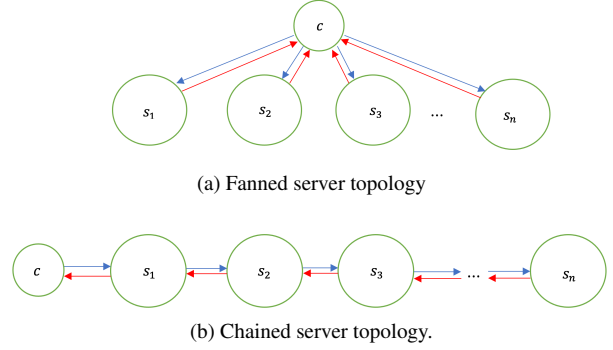 c
s1 s2 s3 ... sn
(a) Fanned server topology
c s1 s2 s3 ... sn
(b) Chained server topology.